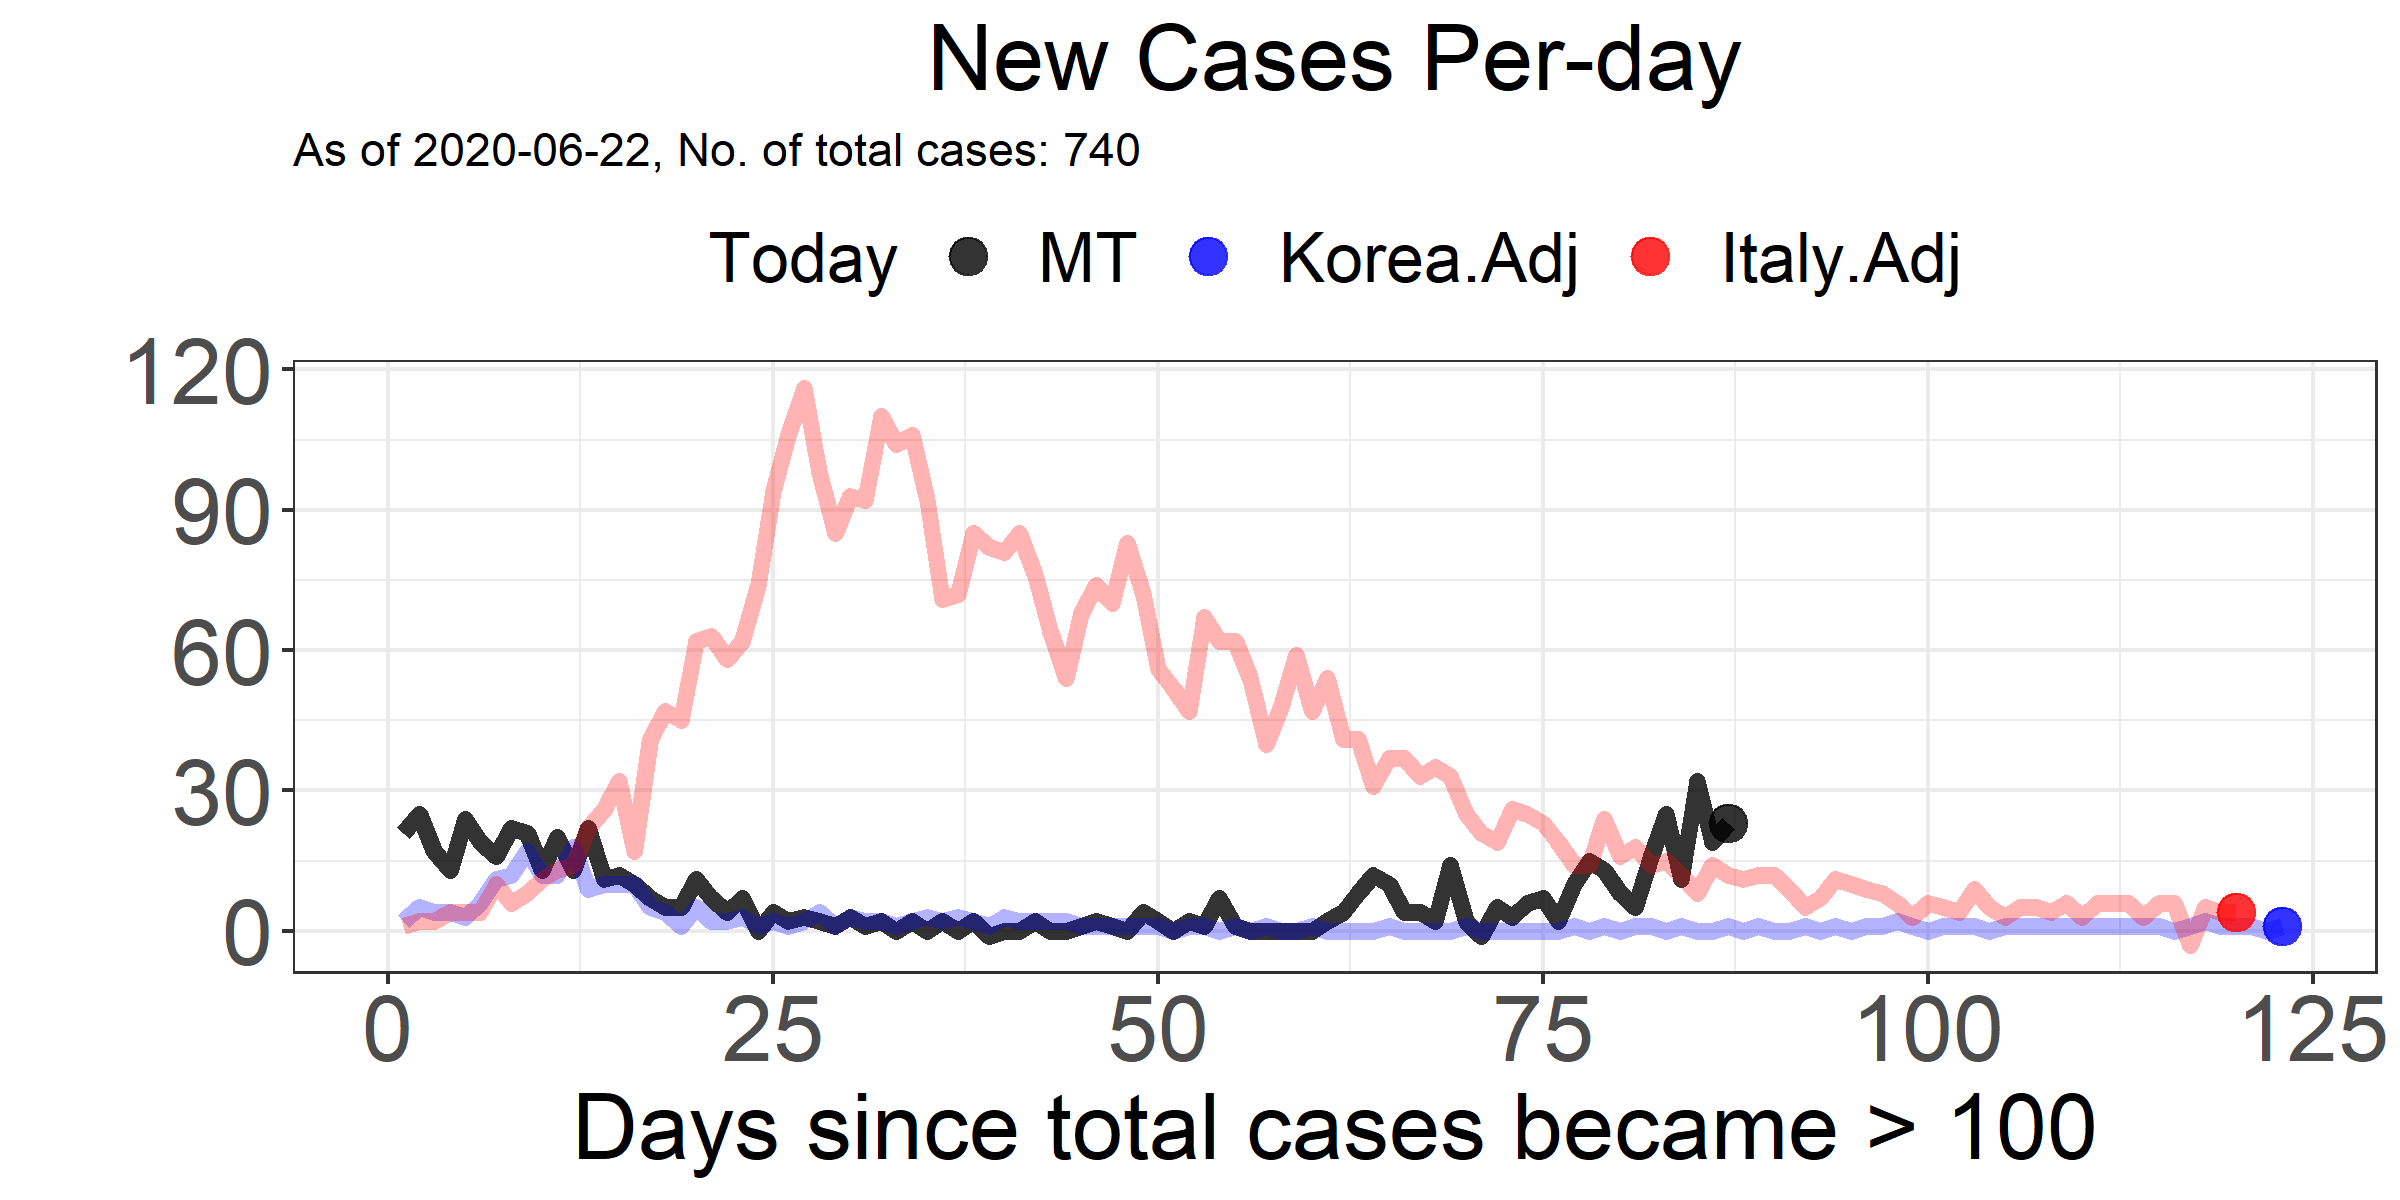 New Cases Per-day
As of 2020-06-22, No. of total cases: 740
Today MT Korea.Adj Italy.Adj
120
90
60
30
0
0 25 50 75 100 125
Days since total cases became > 100